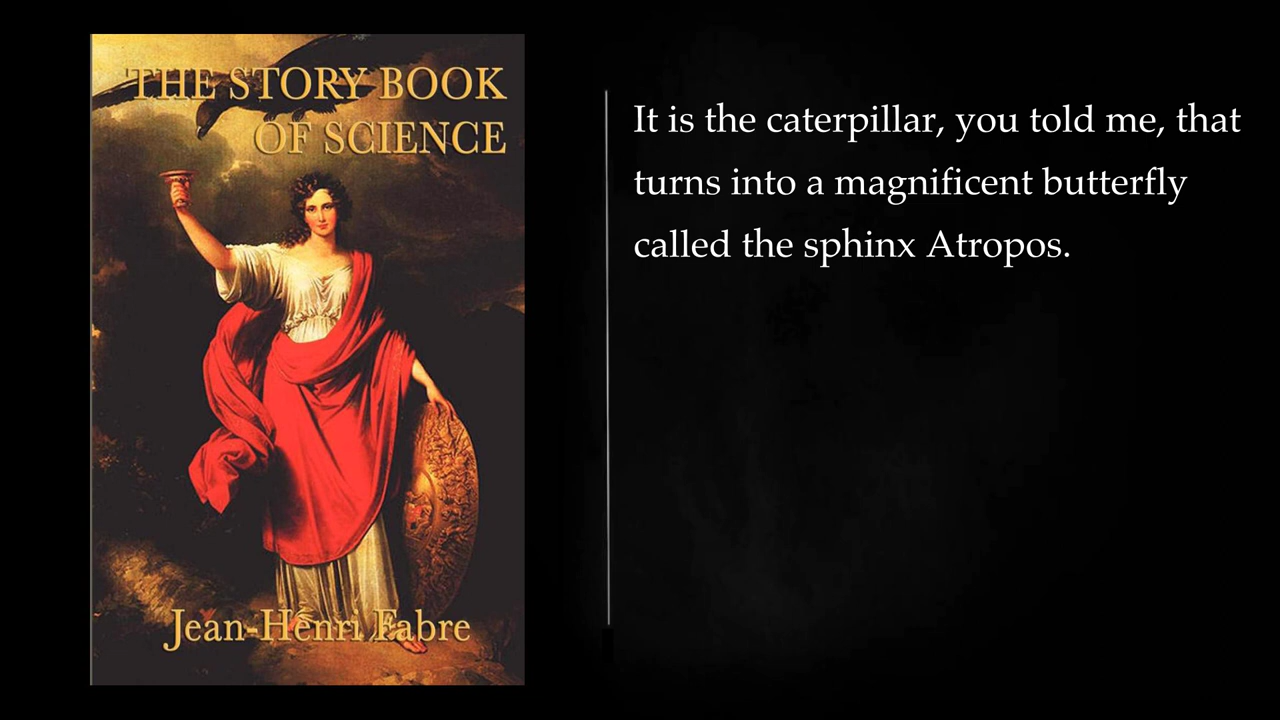 THE STORY BOOK
OF SCIENCE
Jean-Henri Fabre
It is the caterpillar, you told me, that
turns into a magnificent butterfly
called the sphinx Atropos.